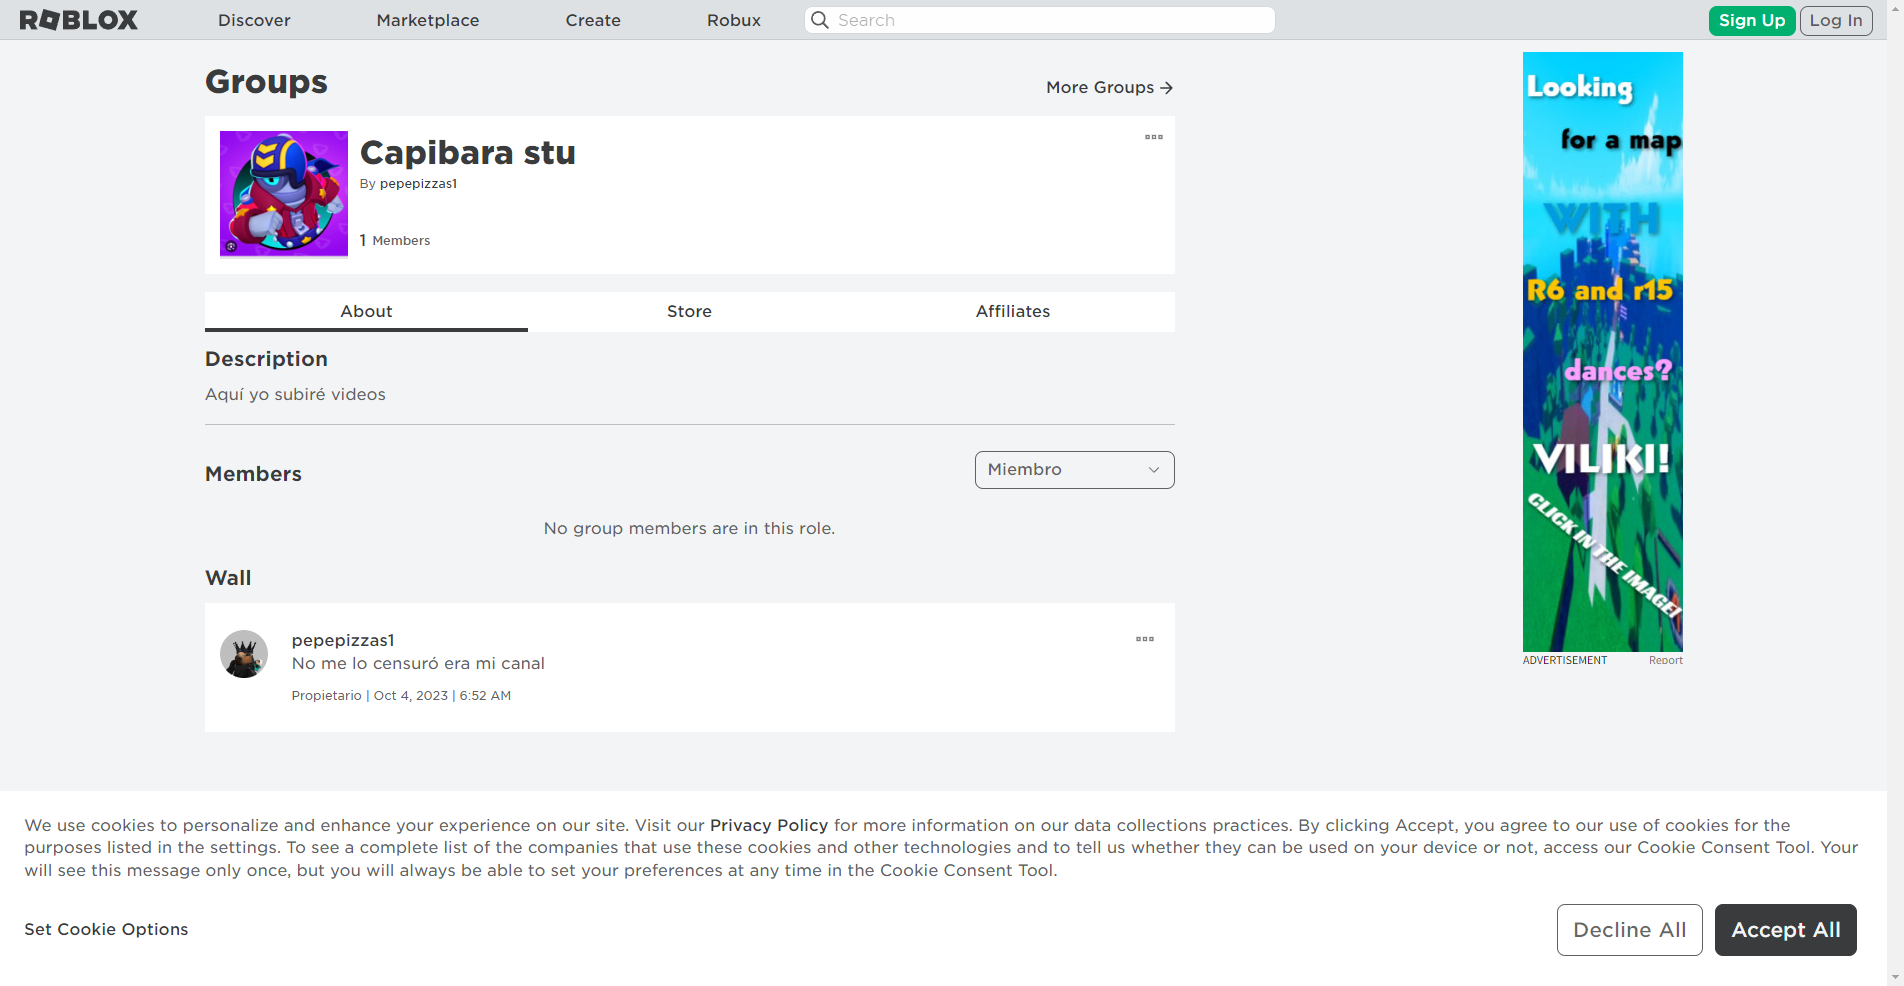 ROBLOX
Discover
Marketplace
Create
Robux
Search
Sign Up
Log In
Groups
More Groups
Capibara stu
By pepepizzas1
1 Members
About
Store
Affiliates
Description
Aquí yo subiré videos
Members
Miembro
No group members are in this role.
Wall
pepepizzas1
No me lo censuró era mi canal
Propietario | Oct 4, 2023 | 6:52 AM
Looking
for a map
WITH
R6 and r15
dances?
VILIKI!
CLICK IN THE IMAGE!
ADVERTISEMENT
Report
We use cookies to personalize and enhance your experience on our site. Visit our Privacy Policy for more information on our data collections practices. By clicking Accept, you agree to our use of cookies for the
purposes listed in the settings. To see a complete list of the companies that use these cookies and other technologies and to tell us whether they can be used on your device or not, access our Cookie Consent Tool. Your
will see this message only once, but you will always be able to set your preferences at any time in the Cookie Consent Tool.
Set Cookie Options
Decline All
Accept All